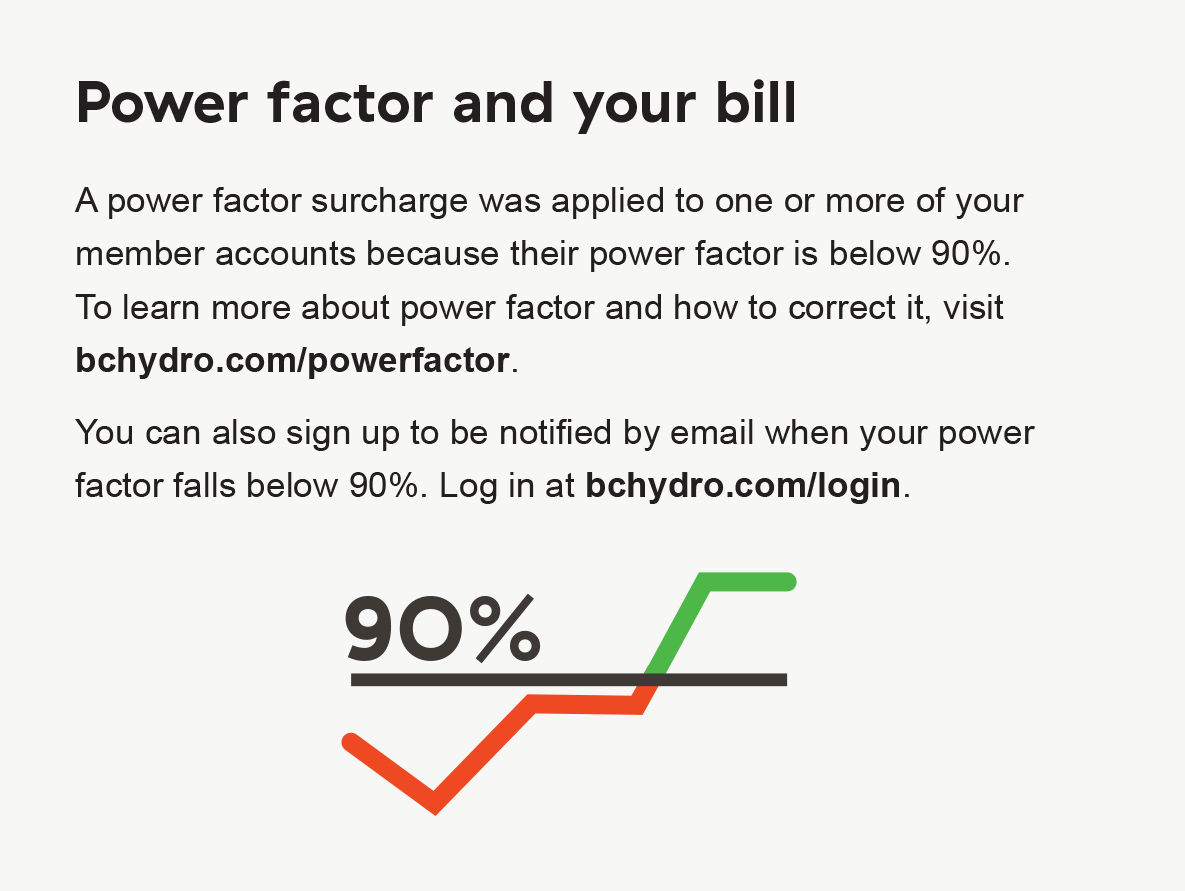 Power factor and your bill
A power factor surcharge was applied to one or more of your
member accounts because their power factor is below 90%.
To learn more about power factor and how to correct it, visit
bchydro.com/powerfactor.
You can also sign up to be notified by email when your power
factor falls below 90%. Log in at bchydro.com/login.
90%